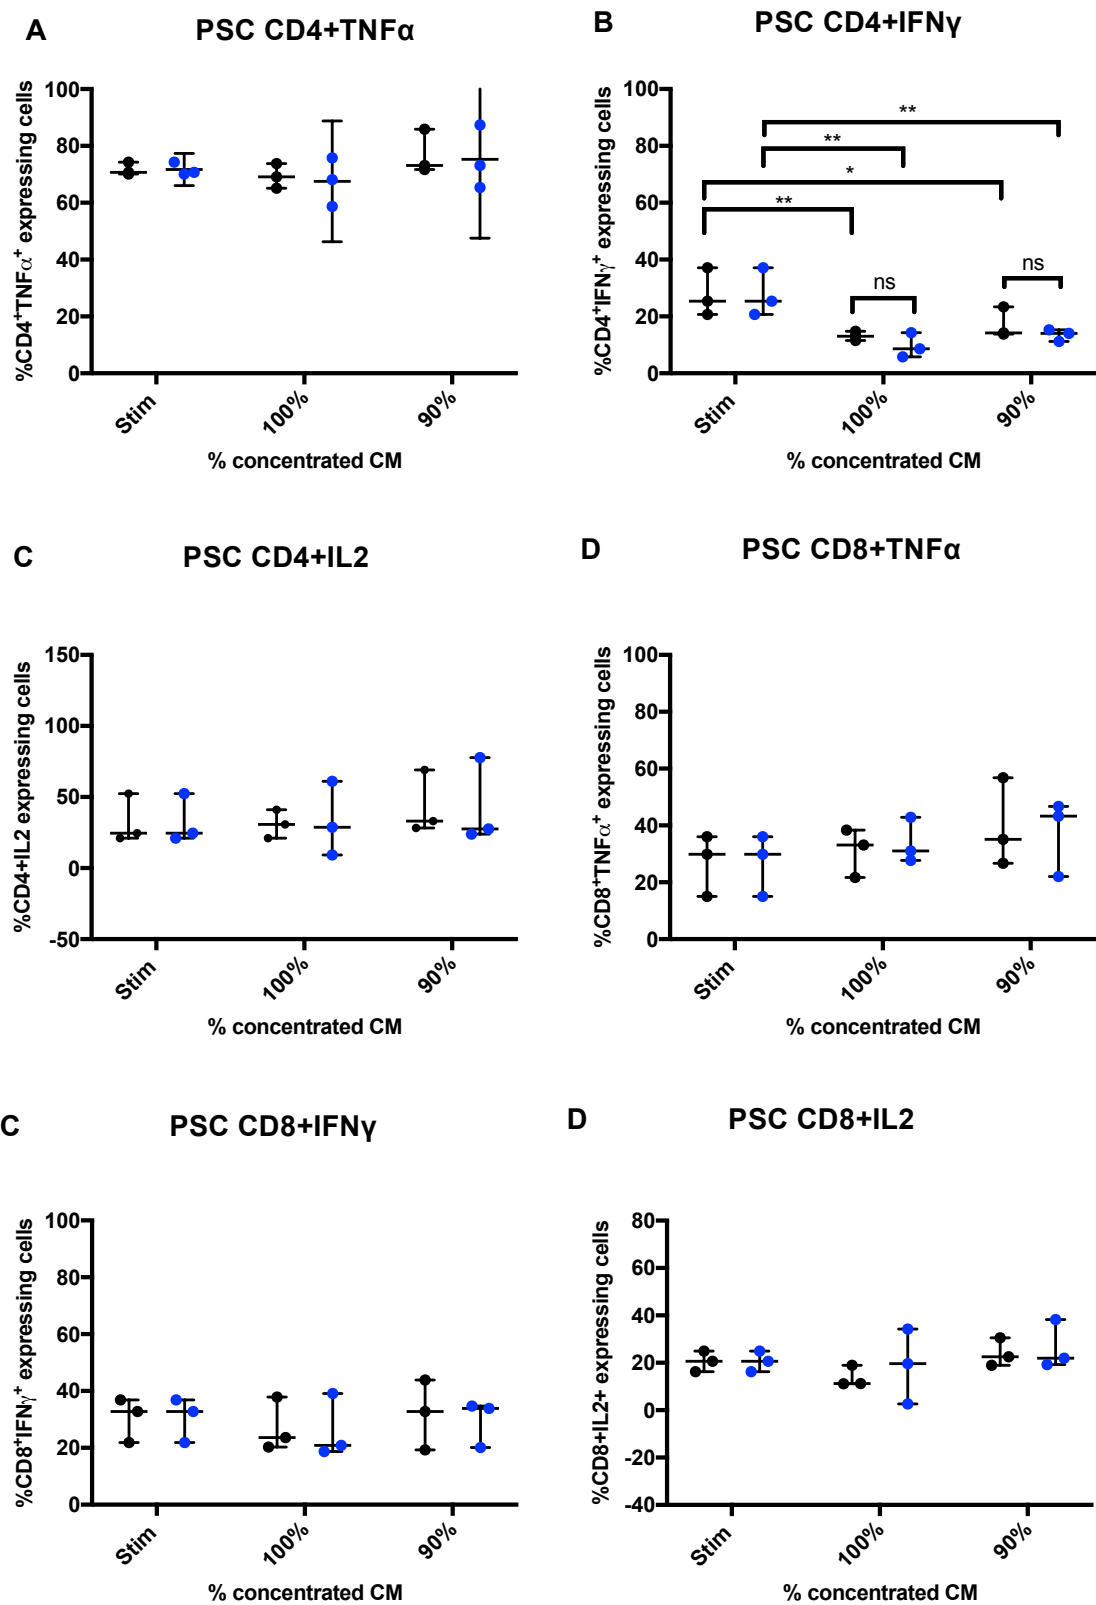 A
PSC CD4+TNFα
%CD4⁺TNFα⁺ expressing cells
100
80
60
40
20
0
Stim
100%
90%
% concentrated CM
B
PSC CD4+IFNγ
%CD4⁺IFNγ⁺ expressing cells
100
80
60
40
20
0
**
**
*
**
ns
ns
Stim
100%
90%
% concentrated CM
C
PSC CD4+IL2
%CD4+IL2 expressing cells
150
100
50
0
-50
Stim
100%
90%
% concentrated CM
D
PSC CD8+TNFα
%CD8⁺TNFα⁺ expressing cells
100
80
60
40
20
0
Stim
100%
90%
% concentrated CM
C
PSC CD8+IFNγ
%CD8⁺IFNγ⁺ expressing cells
100
80
60
40
20
0
Stim
100%
90%
% concentrated CM
D
PSC CD8+IL2
%CD8+IL2+ expressing cells
80
60
40
20
0
-20
-40
Stim
100%
90%
% concentrated CM